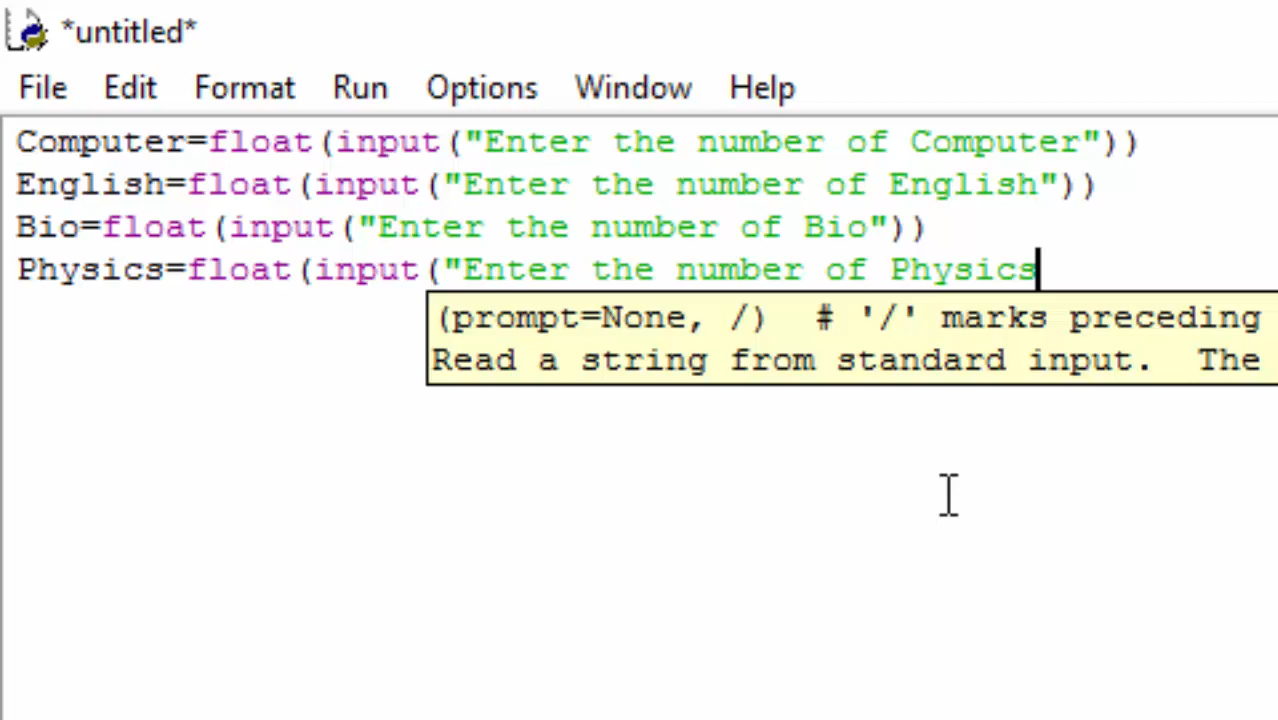 *untitled*
File Edit Format Run Options Window Help
Computer=float(input("Enter the number of Computer"))
English=float(input("Enter the number of English"))
Bio=float(input("Enter the number of Bio"))
Physics=float(input("Enter the number of Physics
(prompt=None, /)  # '/' marks preceding
Read a string from standard input.  The